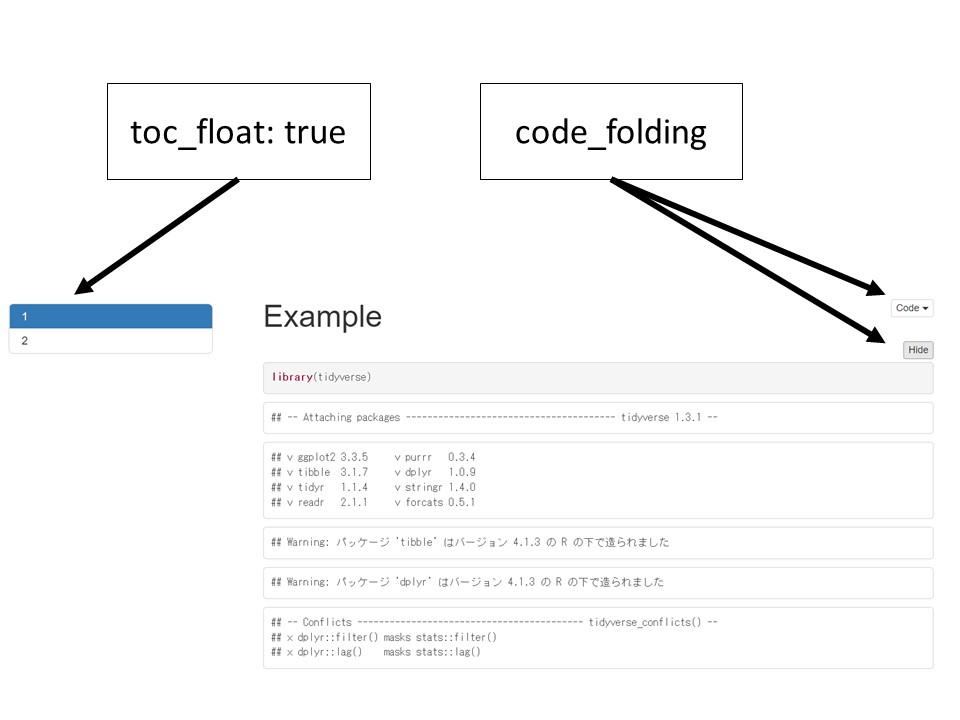 toc_float: true
code_folding
1
2
Example
Code
Hide
library(tidyverse)
## -- Attaching packages --------------------------------------- tidyverse 1.3.1 --
## v ggplot2 3.3.5     v purrr   0.3.4
## v tibble  3.1.7     v dplyr   1.0.9
## v tidyr   1.1.4     v stringr 1.4.0
## v readr   2.1.1     v forcats 0.5.1
## Warning: パッケージ 'tibble' はバージョン 4.1.3 の R の下で造られました
## Warning: パッケージ 'dplyr' はバージョン 4.1.3 の R の下で造られました
## -- Conflicts ------------------------------------------ tidyverse_conflicts() --
## x dplyr::filter() masks stats::filter()
## x dplyr::lag()    masks stats::lag()